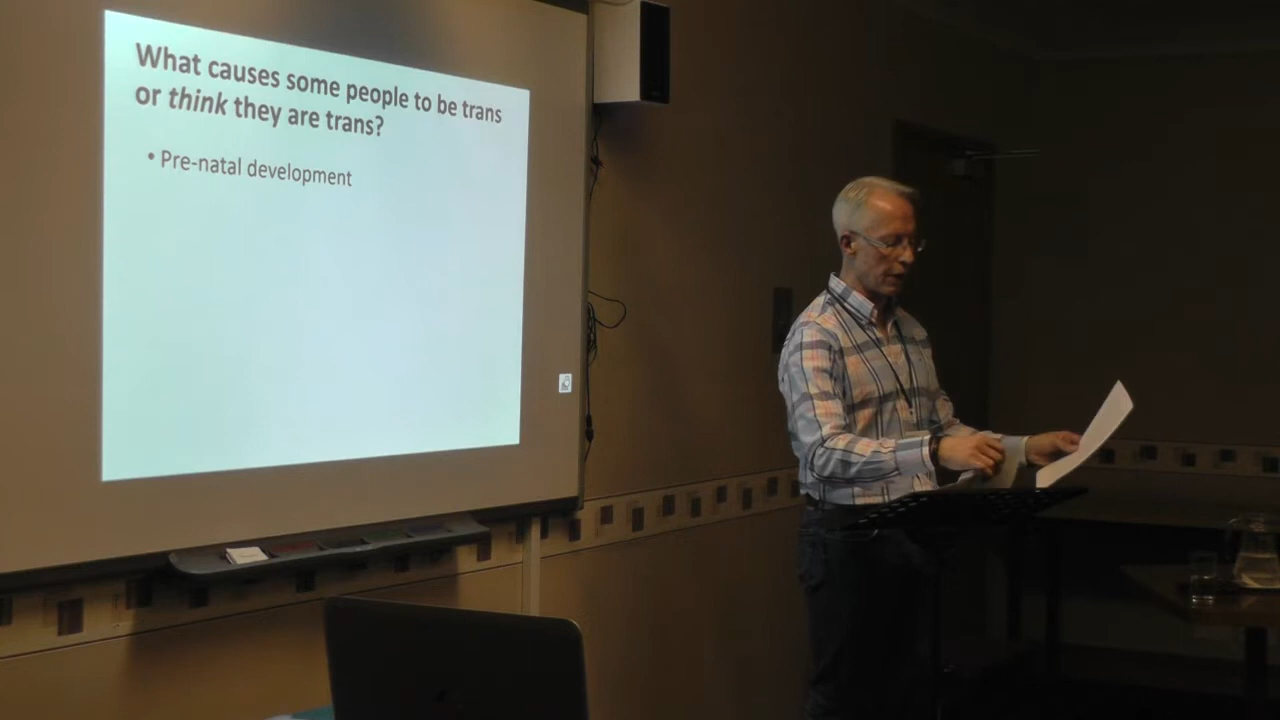 What causes some people to be trans
or think they are trans?
• Pre-natal development